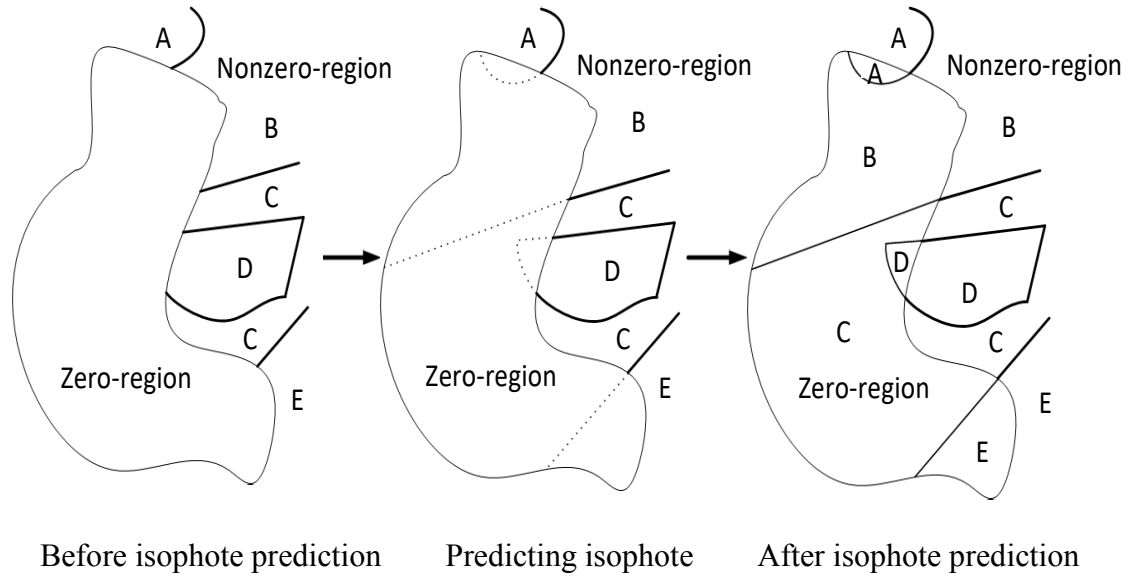 A
Nonzero-region
B
C
D
C
Zero-region
E
Before isophote prediction
A
Nonzero-region
B
C
D
C
Zero-region
E
Predicting isophote
A
A
Nonzero-region
B
B
C
D
D
C
C
Zero-region
E
E
After isophote prediction